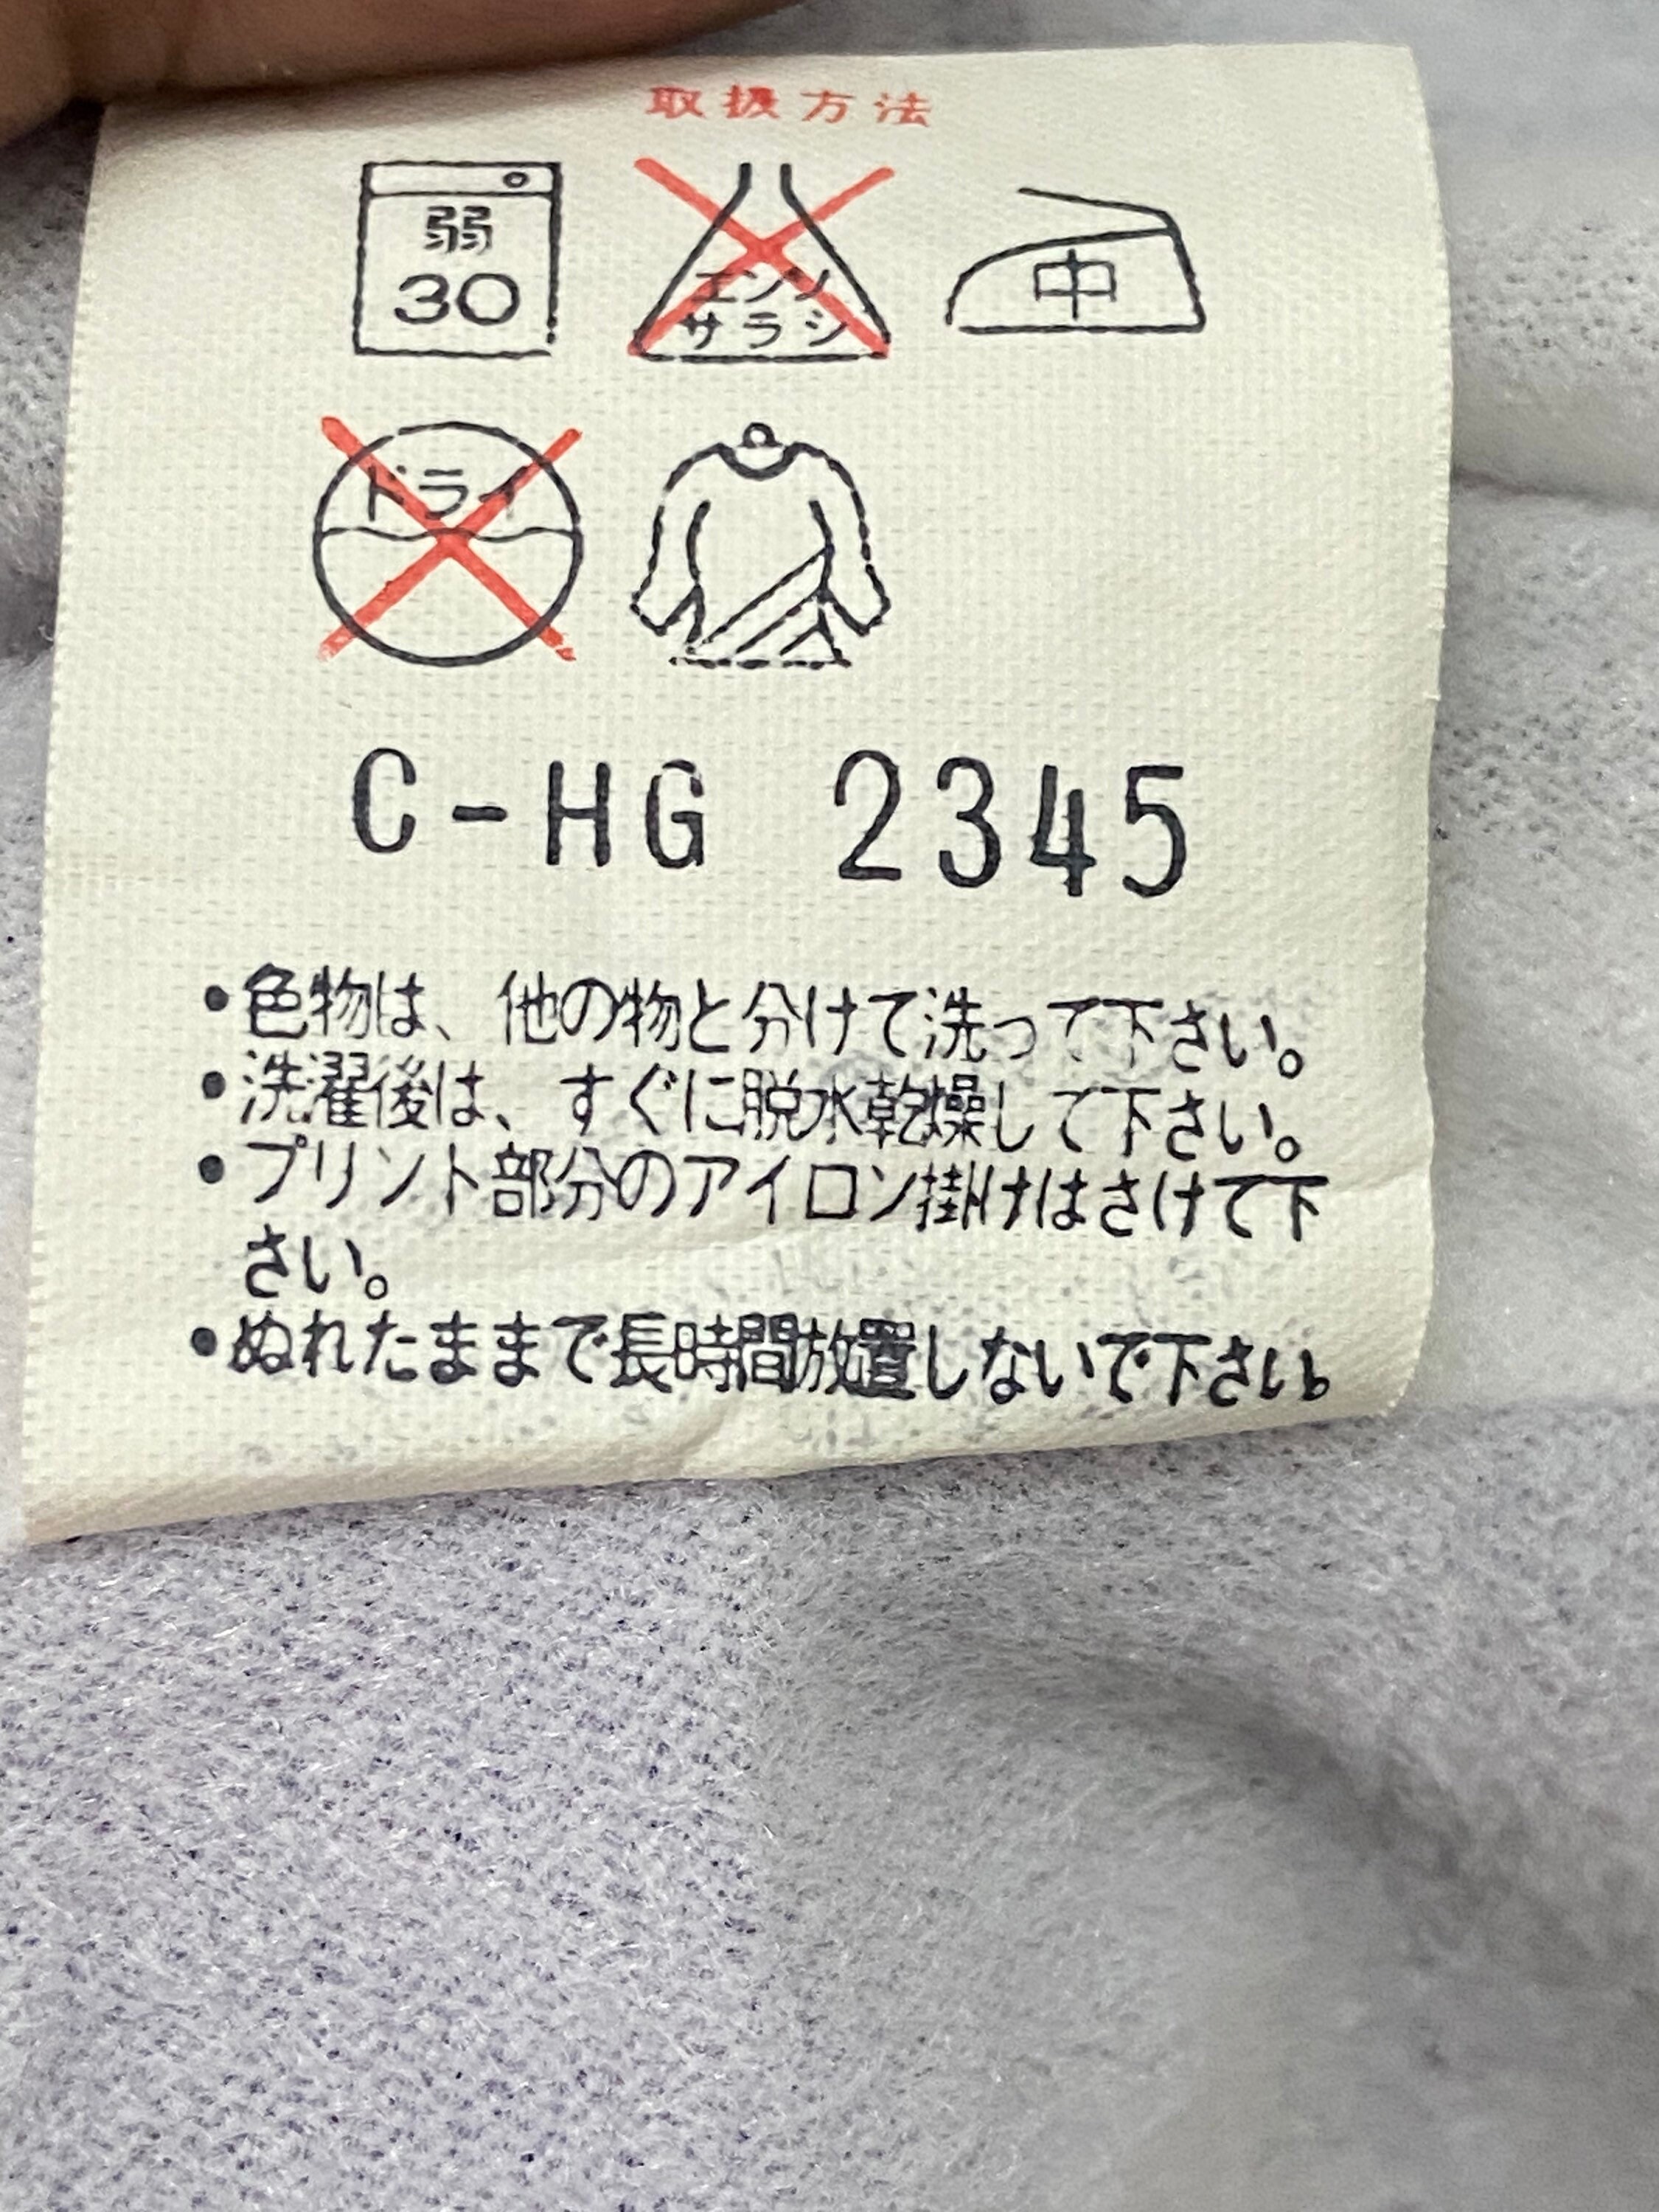 取扱方法
弱
30
エンソ
サラシ
中
ドライ
C-HG 2345
•色物は、他の物と分けて洗って下さい。
•洗濯後は、すぐに脱水乾燥して下さい。
•プリント部分のアイロン掛けはさけて下
さい。
•ぬれたままで長時間放置しないで下さい。